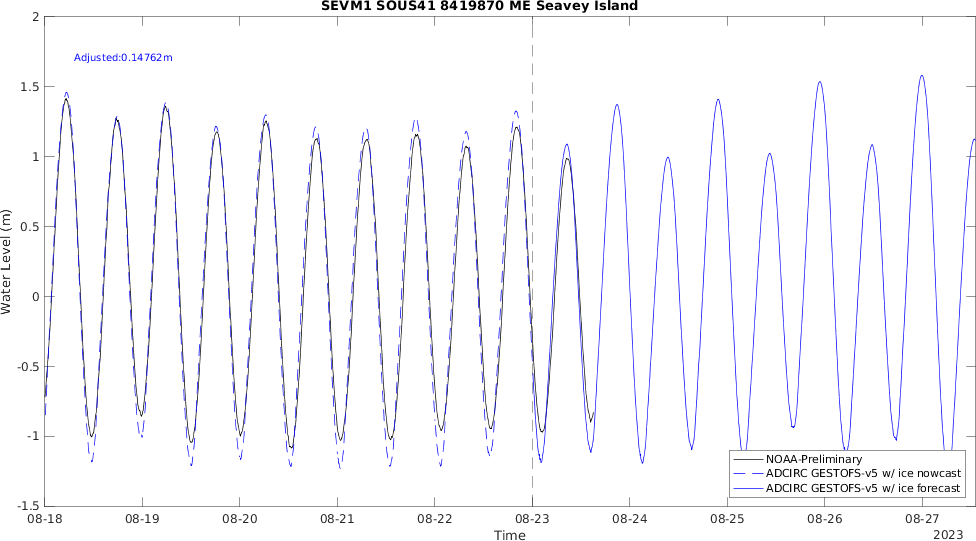 SEVM1 SOUS41 8419870 ME Seavey Island
Adjusted:0.14762m
2
1.5
1
0.5
0
-0.5
-1
-1.5
Water Level (m)
08-18 08-19 08-20 08-21 08-22 08-23 08-24 08-25 08-26 08-27
Time
2023
NOAA-Preliminary
ADCIRC GESTOFS-v5 w/ ice nowcast
ADCIRC GESTOFS-v5 w/ ice forecast